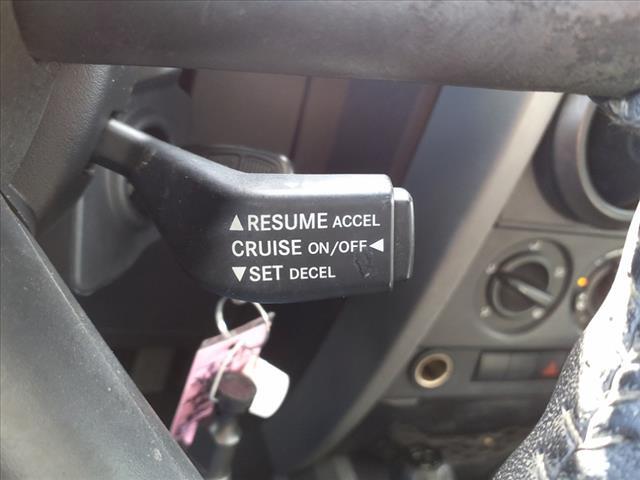 ▲RESUME ACCEL
CRUISE ON/OFF◄
▼SET DECEL